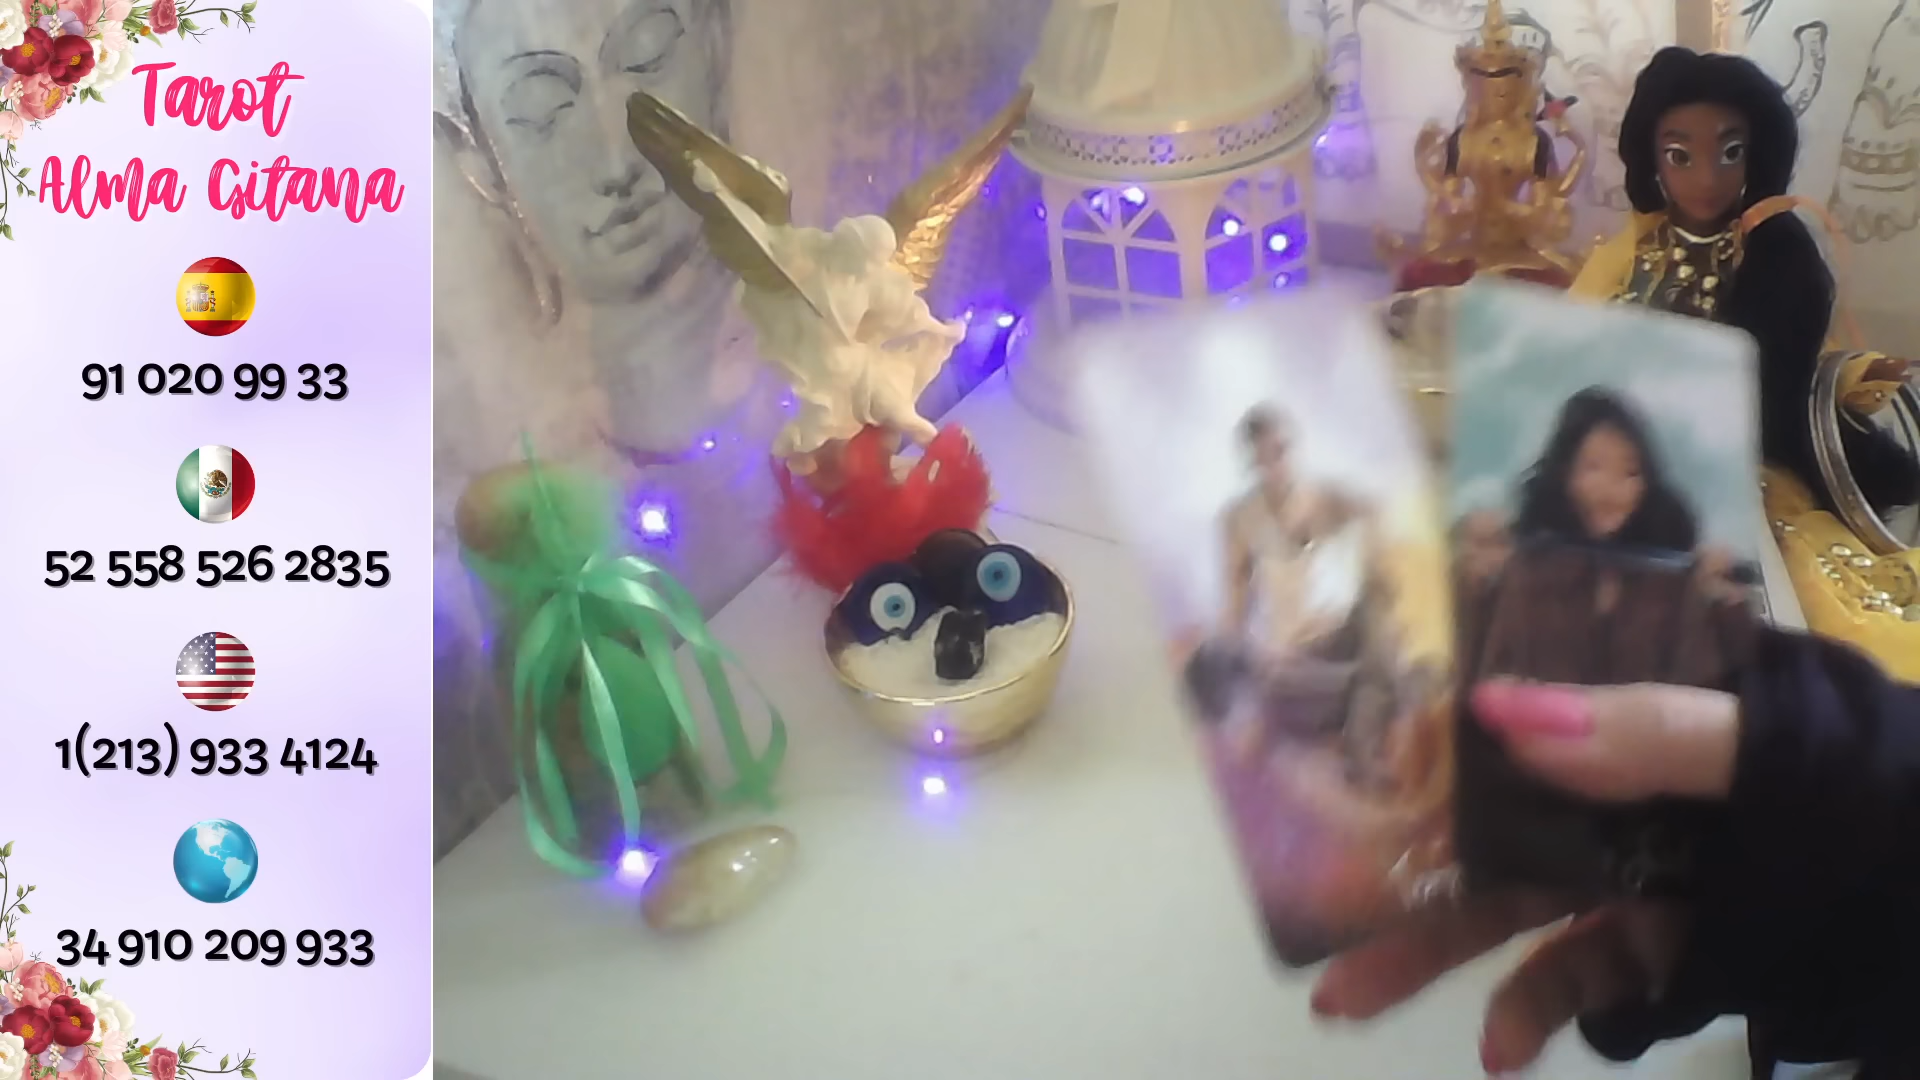 Tarot
Alma Gitana
91 020 99 33
52 558 526 2835
1(213) 933 4124
34 910 209 933